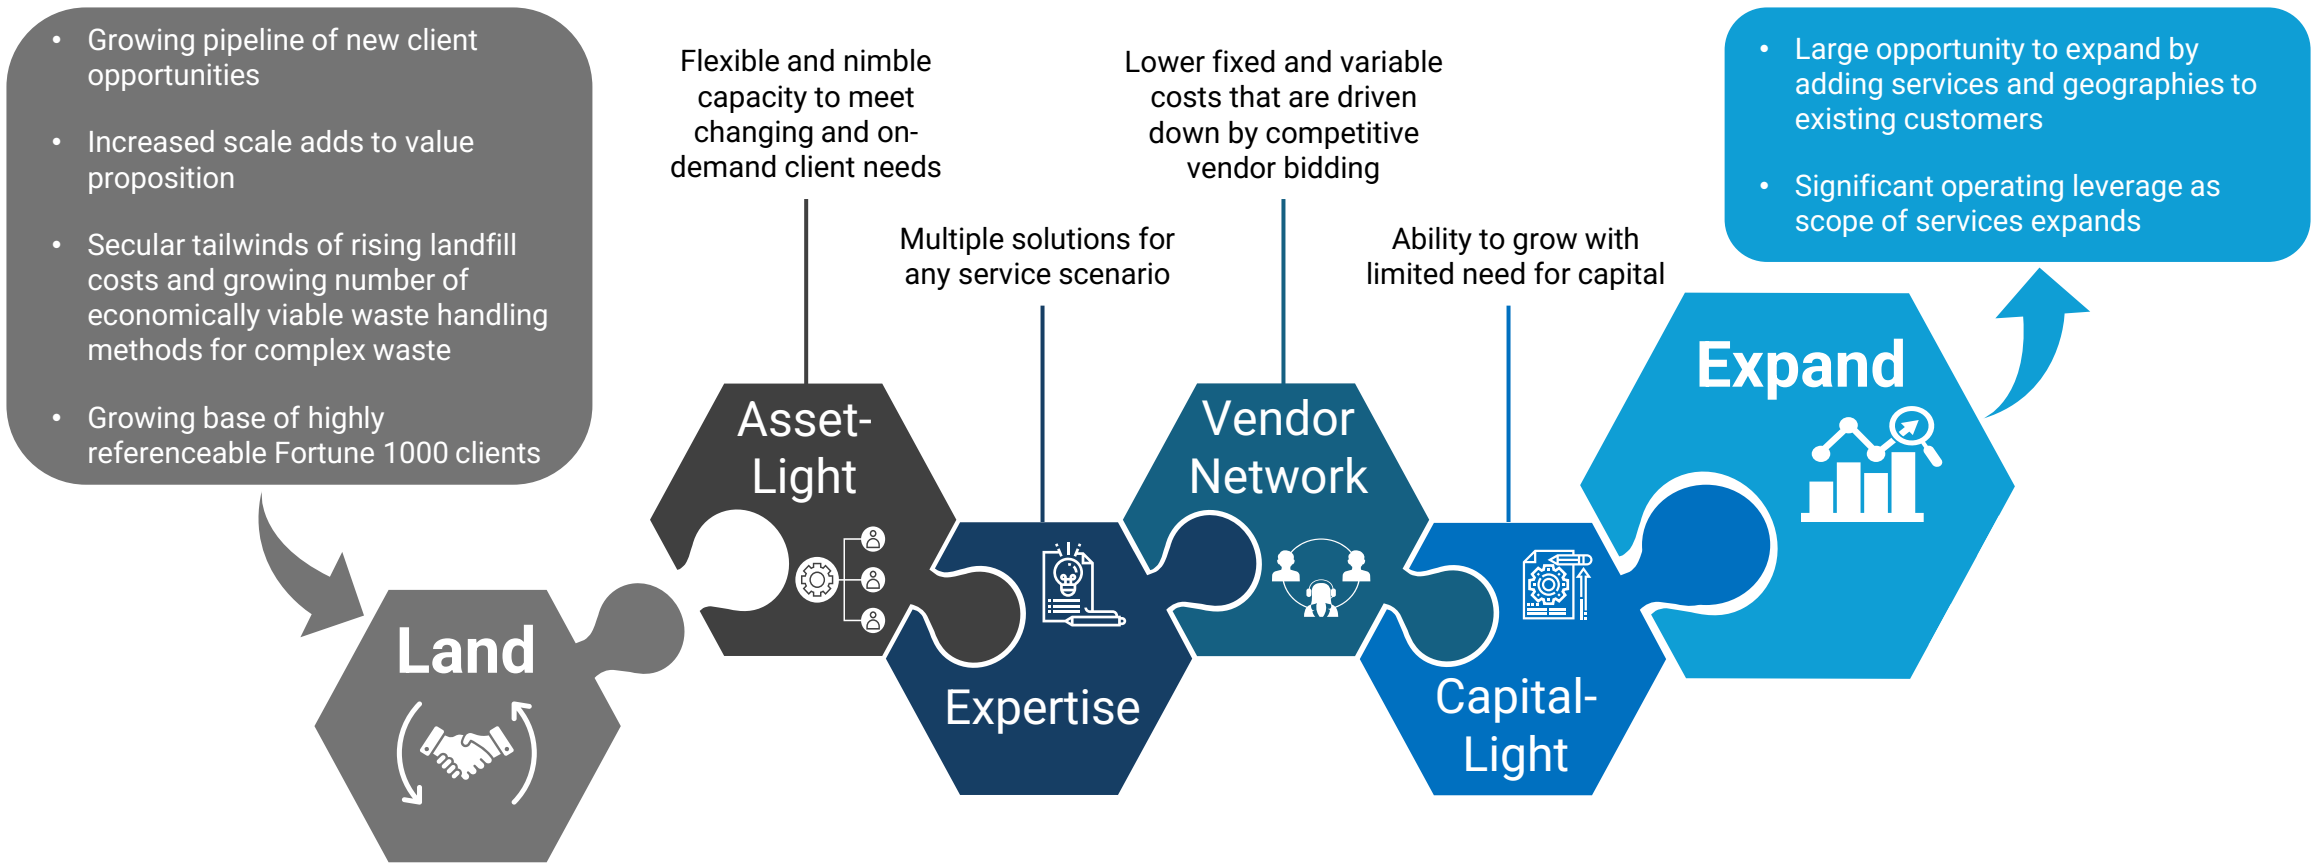 • Growing pipeline of new client
opportunities
• Increased scale adds to value
proposition
• Secular tailwinds of rising landfill
costs and growing number of
economically viable waste handling
methods for complex waste
• Growing base of highly
referenceable Fortune 1000 clients
Land
Flexible and nimble
capacity to meet
changing and on-
demand client needs
Asset-
Light
Multiple solutions for
any service scenario
Expertise
Lower fixed and variable
costs that are driven
down by competitive
vendor bidding
Vendor
Network
Ability to grow with
limited need for capital
Capital-
Light
Expand
• Large opportunity to expand by
adding services and geographies to
existing customers
• Significant operating leverage as
scope of services expands